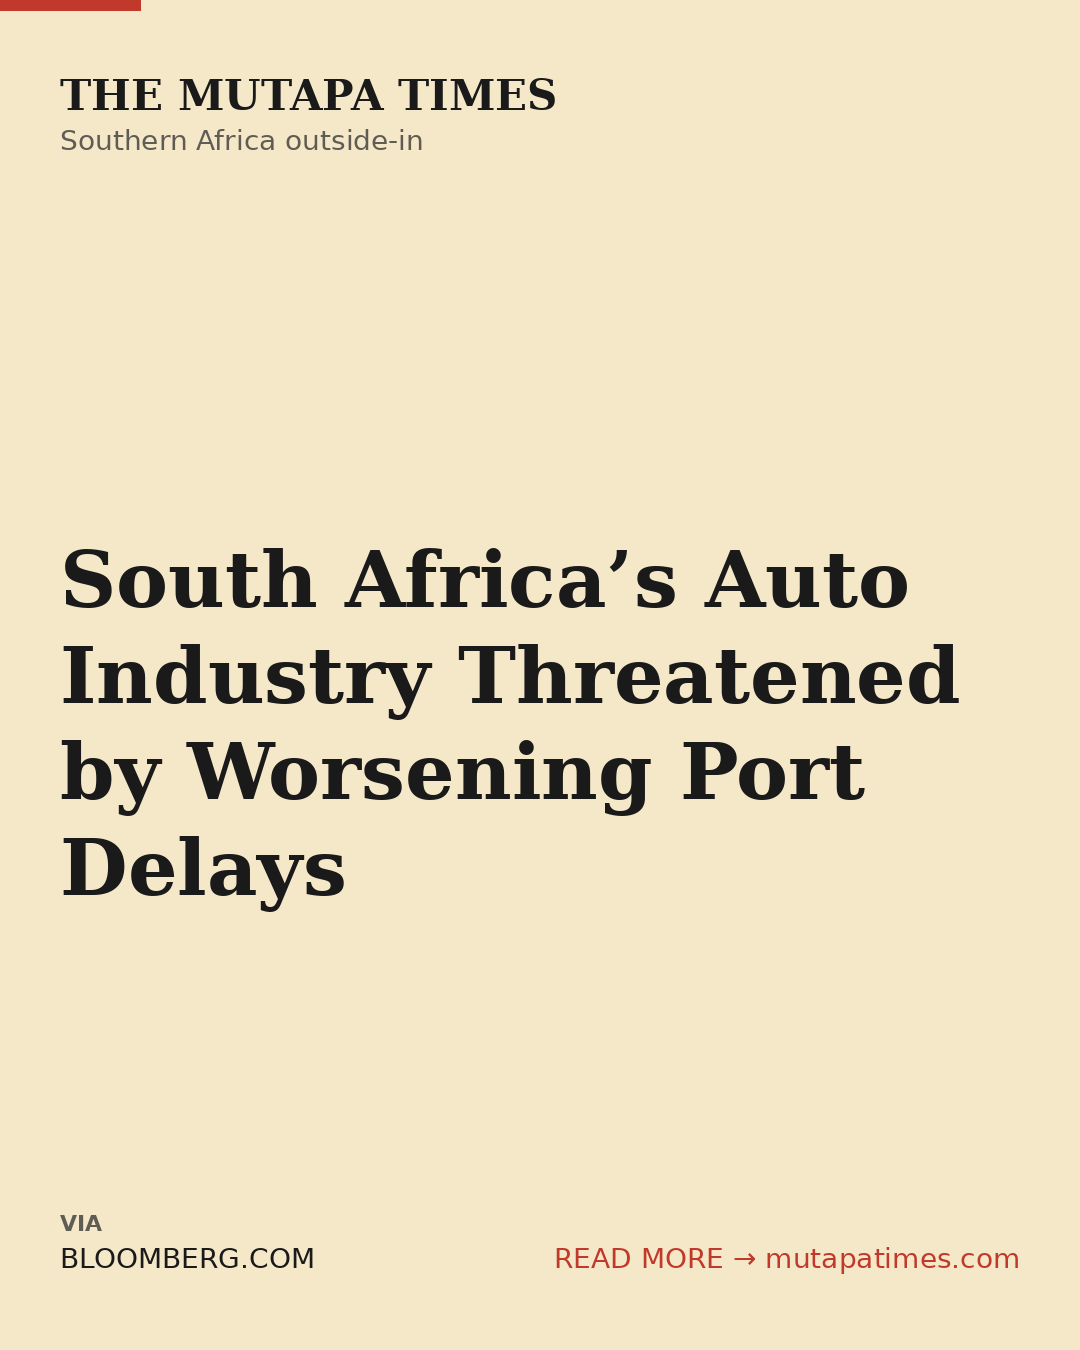 THE MUTAPA TIMES
Southern Africa outside-in
South Africa’s Auto
Industry Threatened
by Worsening Port
Delays
VIA
BLOOMBERG.COM
READ MORE → mutapatimes.com